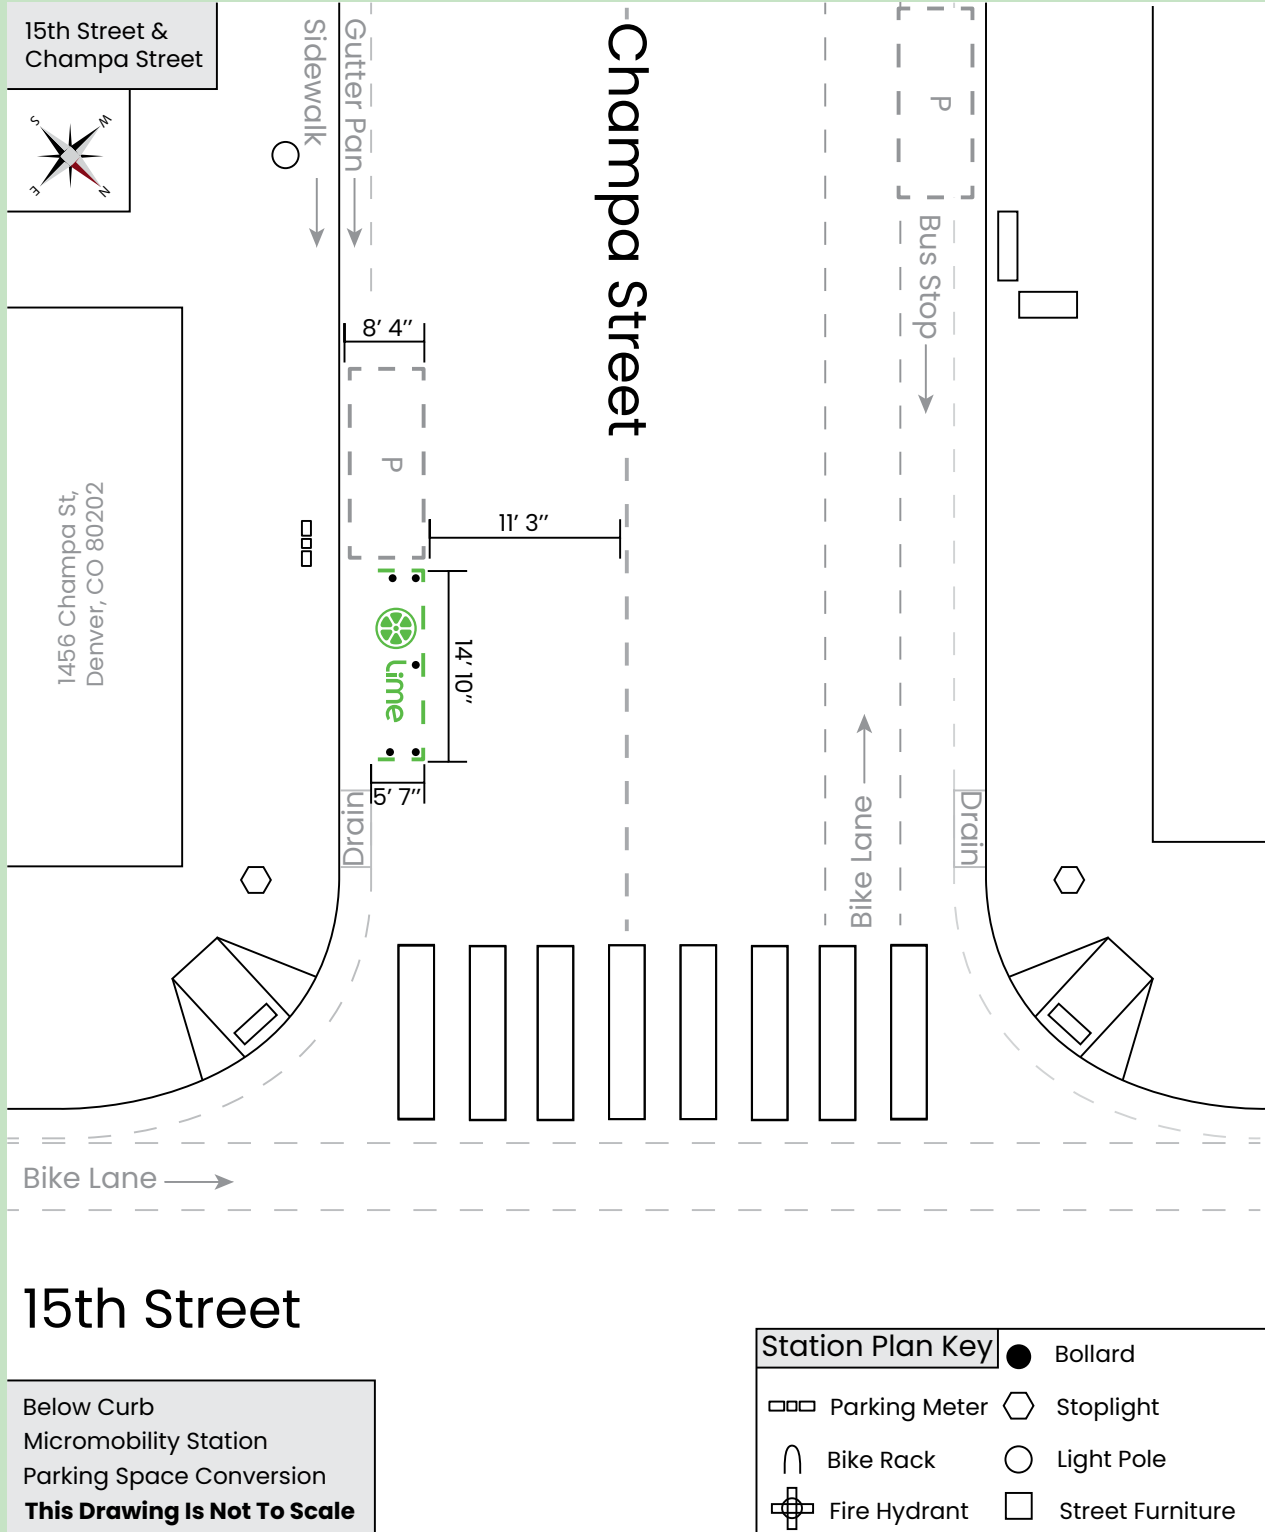 15th Street &
Champa Street
S
W
E
N
Sidewalk
Gutter Pan
Champa Street
P
Bus Stop
8’ 4’’
P
11’ 3’’
1456 Champa St,
Denver, CO 80202
Lime
14’ 10’’
5’ 7’’
Drain
Bike Lane
Drain
Bike Lane
15th Street
Below Curb
Micromobility Station
Parking Space Conversion
This Drawing Is Not To Scale
Station Plan Key
Bollard
Parking Meter
Stoplight
Bike Rack
Light Pole
Fire Hydrant
Street Furniture